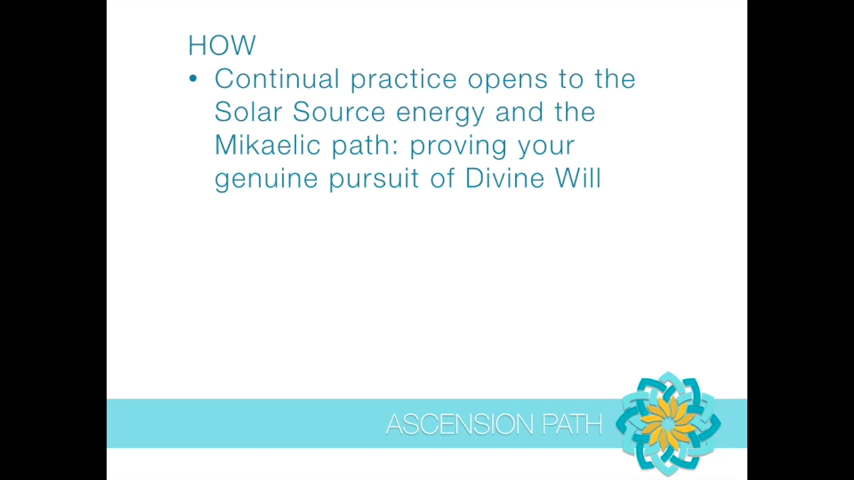 HOW
• Continual practice opens to the
Solar Source energy and the
Mikaelic path: proving your
genuine pursuit of Divine Will
ASCENSION PATH